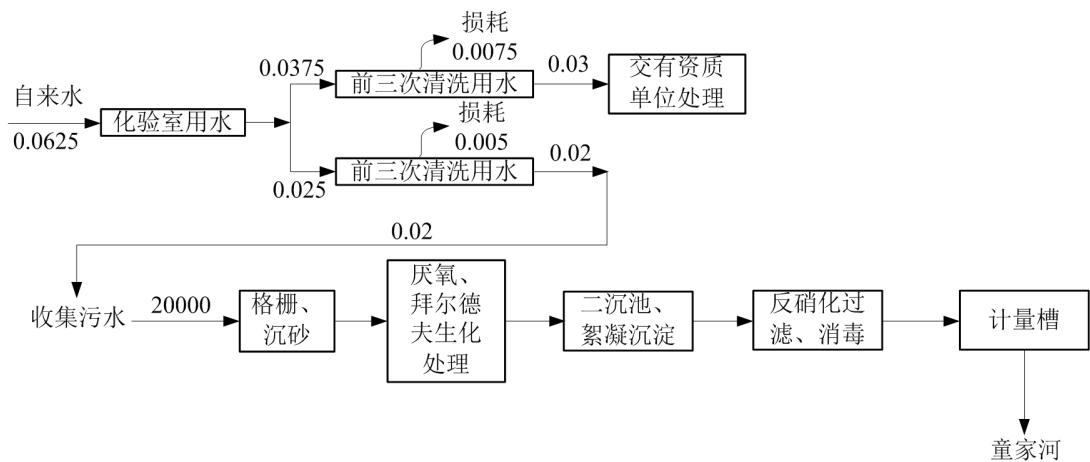 损耗
0.0075
0.0375
前三次清洗用水
0.03
交有资质
单位处理
自来水
0.0625
化验室用水
损耗
0.005
0.025
前三次清洗用水
0.02
0.02
收集污水
20000
格栅、
沉砂
厌氧、
拜尔德
夫生化
处理
二沉池、
絮凝沉淀
反硝化过
滤、消毒
计量槽
童家河